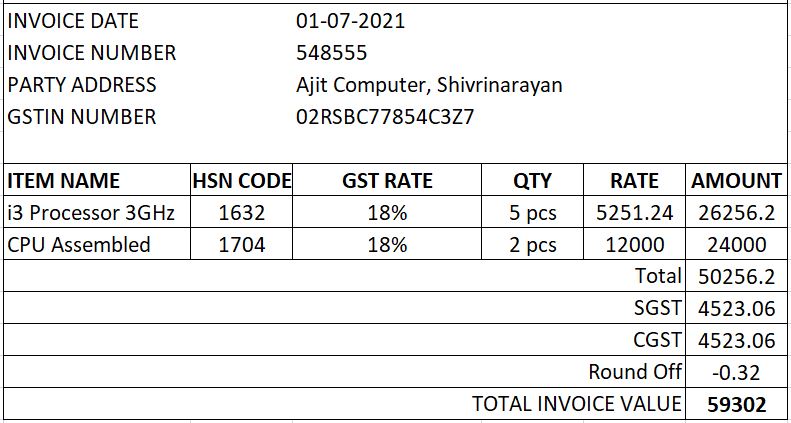 INVOICE DATE 01-07-2021
INVOICE NUMBER 548555
PARTY ADDRESS Ajit Computer, Shivrinarayan
GSTIN NUMBER 02RSBC77854C3Z7
ITEM NAME HSN CODE GST RATE QTY RATE AMOUNT
i3 Processor 3GHz 1632 18% 5 pcs 5251.24 26256.2
CPU Assembled 1704 18% 2 pcs 12000 24000
Total 50256.2
SGST 4523.06
CGST 4523.06
Round Off -0.32
TOTAL INVOICE VALUE 59302